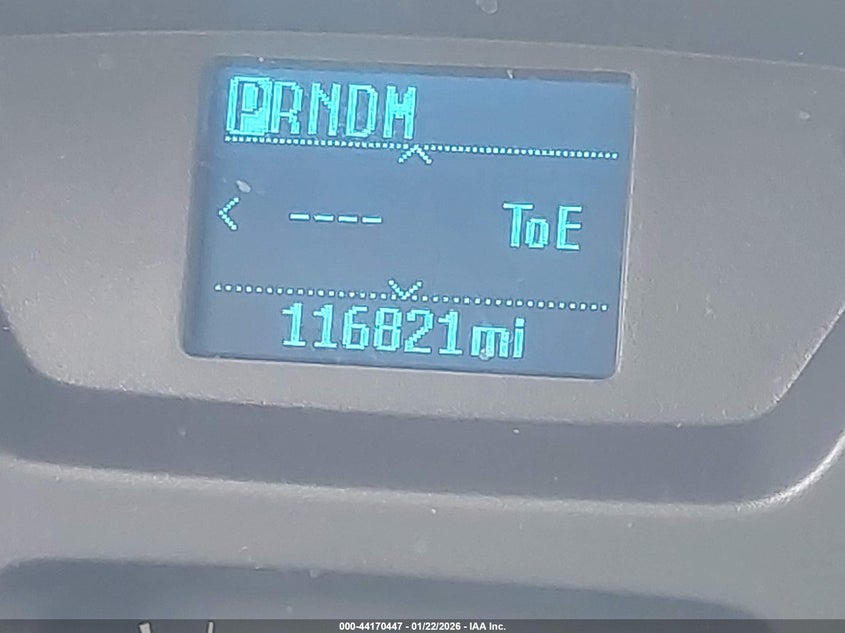 PRNDM
---- ToE
116821mi
000-44170447 - 01/22/2026 - IAA Inc.